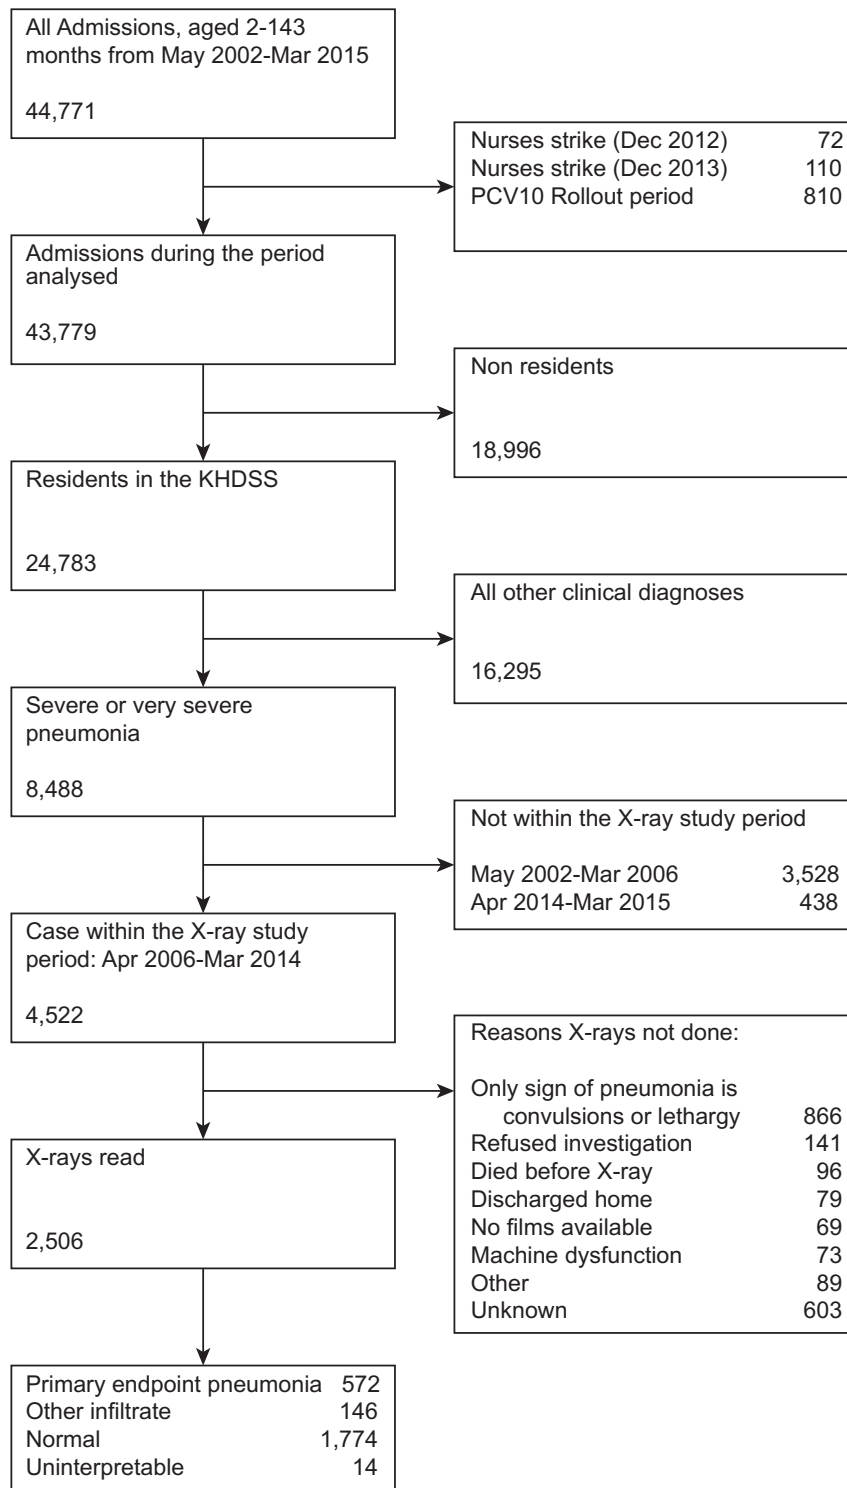 All Admissions, aged 2-143
months from May 2002-Mar 2015
44,771
Nurses strike (Dec 2012) 72
Nurses strike (Dec 2013) 110
PCV10 Rollout period 810
Admissions during the period
analysed
43,779
Non residents
18,996
Residents in the KHDSS
24,783
All other clinical diagnoses
16,295
Severe or very severe
pneumonia
8,488
Not within the X-ray study period
May 2002-Mar 2006 3,528
Apr 2014-Mar 2015 438
Case within the X-ray study
period: Apr 2006-Mar 2014
4,522
Reasons X-rays not done:
Only sign of pneumonia is
convulsions or lethargy 866
Refused investigation 141
Died before X-ray 96
Discharged home 79
No films available 69
Machine dysfunction 73
Other 89
Unknown 603
X-rays read
2,506
Primary endpoint pneumonia 572
Other infiltrate 146
Normal 1,774
Uninterpretable 14